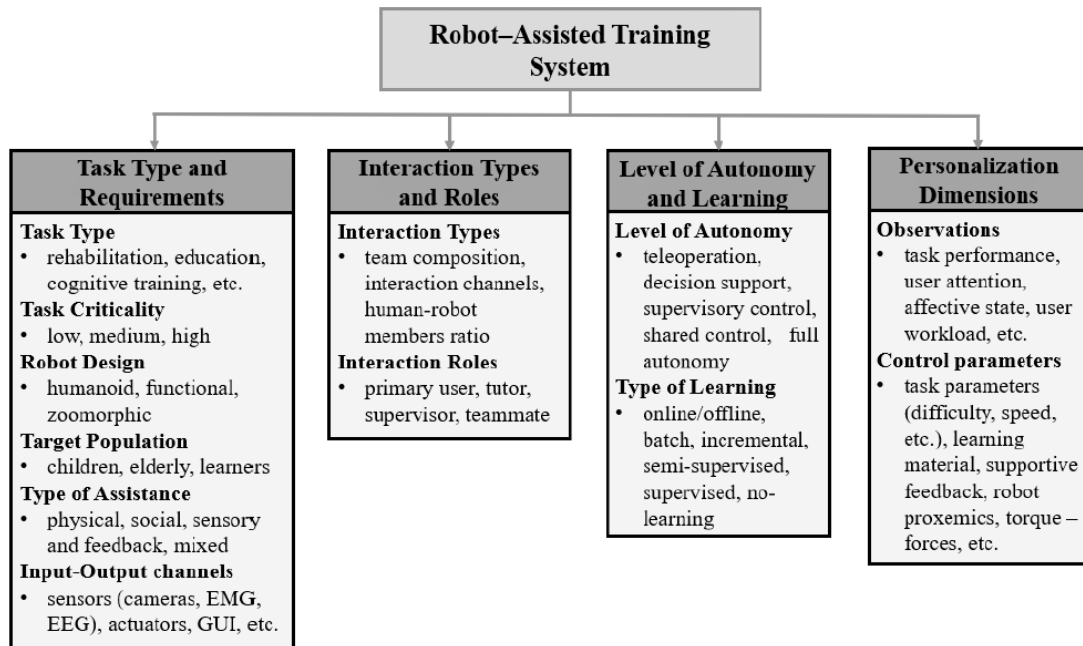 Robot–Assisted Training
System
Task Type and
Requirements
Task Type
• rehabilitation, education,
cognitive training, etc.
Task Criticality
• low, medium, high
Robot Design
• humanoid, functional,
zoomorphic
Target Population
• children, elderly, learners
Type of Assistance
• physical, social, sensory
and feedback, mixed
Input-Output channels
• sensors (cameras, EMG,
EEG), actuators, GUI, etc.
Interaction Types
and Roles
Interaction Types
• team composition,
interaction channels,
human-robot
members ratio
Interaction Roles
• primary user, tutor,
supervisor, teammate
Level of Autonomy
and Learning
Level of Autonomy
• teleoperation,
decision support,
supervisory control,
shared control, full
autonomy
Type of Learning
• online/offline,
batch, incremental,
semi-supervised,
supervised, no-
learning
Personalization
Dimensions
Observations
• task performance,
user attention,
affective state, user
workload, etc.
Control parameters
• task parameters
(difficulty, speed,
etc.), learning
material, supportive
feedback, robot
proxemics, torque –
forces, etc.